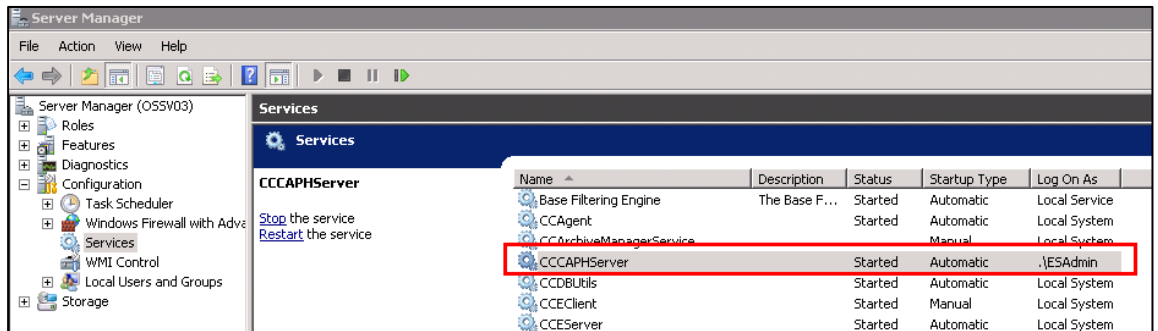 Server Manager
File Action View Help
Server Manager (OSSV03)
Roles
Features
Diagnostics
Configuration
Task Scheduler
Windows Firewall with Adva
Services
WMI Control
Local Users and Groups
Storage
Services
Services
CCCAPHServer
Stop the service
Restart the service
Name Description Status Startup Type Log On As
Base Filtering Engine The Base F... Started Automatic Local Service
CCAgent Started Automatic Local System
CCArchiveManagerService Manual Local System
CCCAPHServer Started Automatic .\ESAdmin
CCDBUtils Started Automatic Local System
CCEClient Started Manual Local System
CCEServer Started Automatic Local System